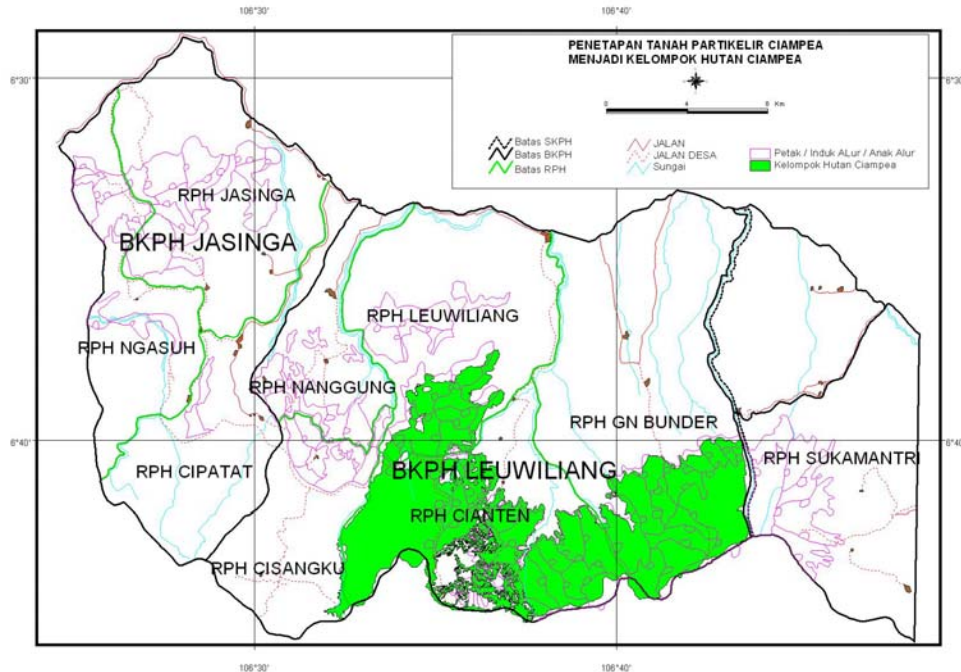 106°30'
106°40'
PENETAPAN TANAH PARTIKELIR CIAMPEA
MENJADI KELOMPOK HUTAN CIAMPEA
6°30'
6°30'
0 4 8 Km
Batas SKPH
Batas BKPH
Batas RPH
JALAN
JALAN DESA
Sungai
Petak / Induk ALur / Anak Alur
Kelompok Hutan Ciampea
RPH JASINGA
BKPH JASINGA
RPH LEUWILIANG
RPH NGASUH
RPH NANGGUNG
RPH GN BUNDER
6°40'
6°40'
RPH CIPATAT
BKPH LEUWILIANG
RPH SUKAMANTRI
RPH CIANTEN
RPH CISANGKU
106°30'
106°40'